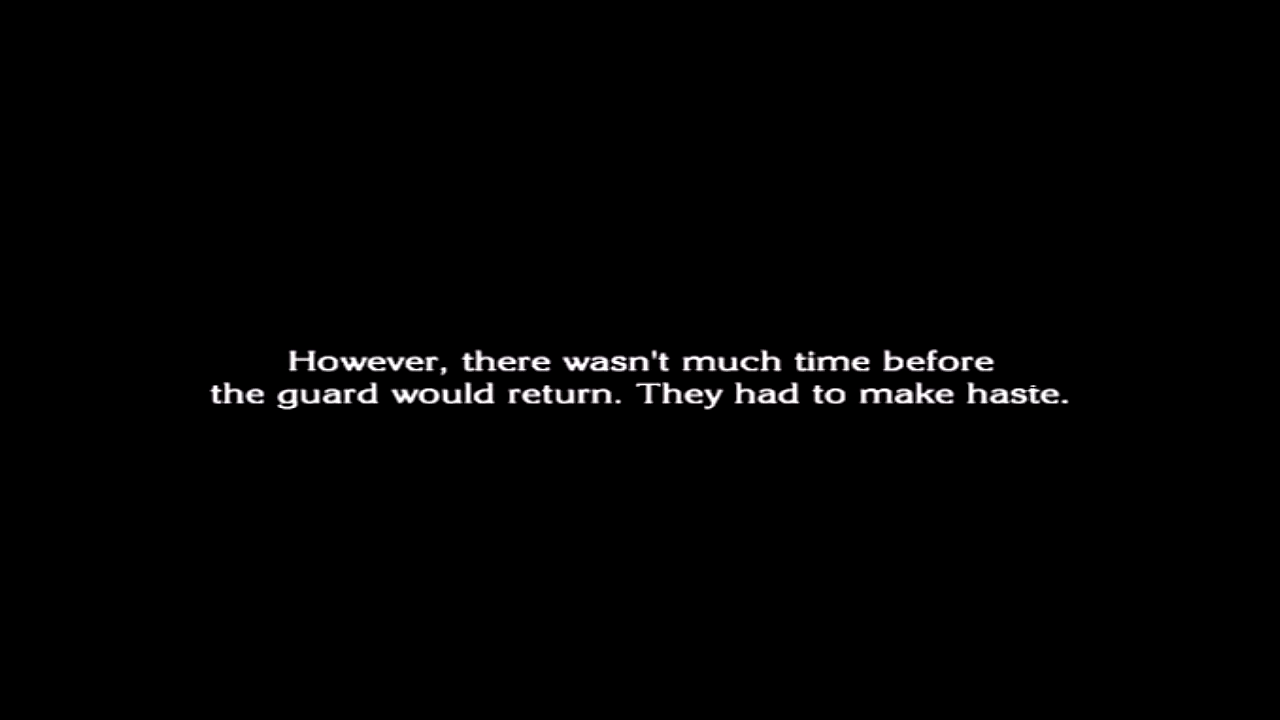 However, there wasn't much time before
the guard would return. They had to make haste.